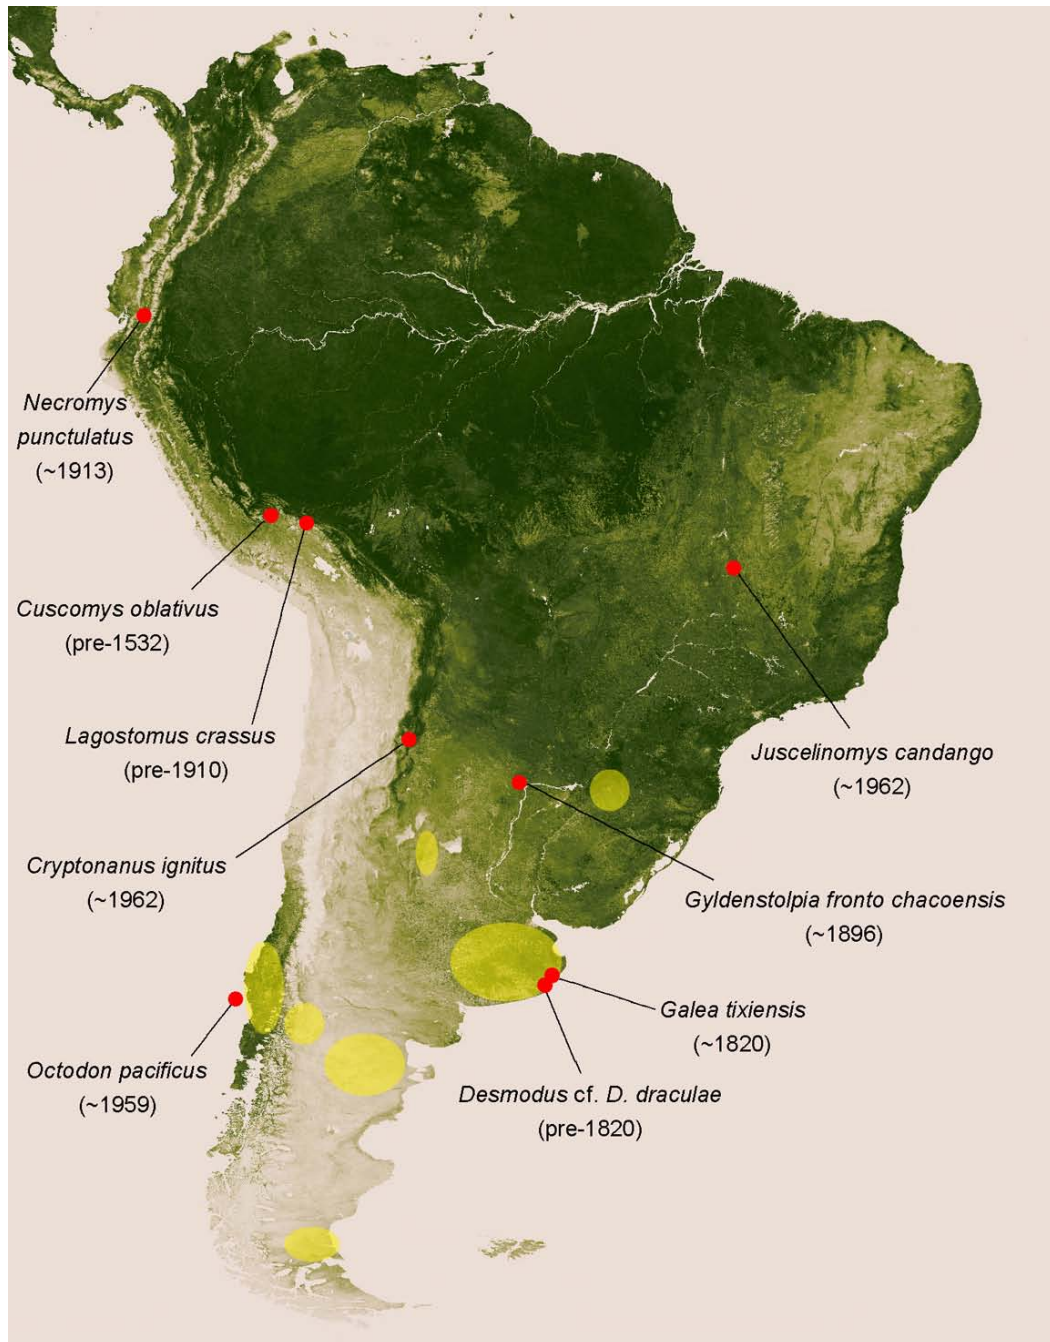 Necromys
punctulatus
(~1913)
Cuscomys oblativus
(pre-1532)
Lagostomus crassus
(pre-1910)
Juscelinomys candango
(~1962)
Cryptonanus ignitus
(~1962)
Gyldenstolpia fronto chacoensis
(~1896)
Galea tixiensis
(~1820)
Octodon pacificus
(~1959)
Desmodus cf. D. draculae
(pre-1820)